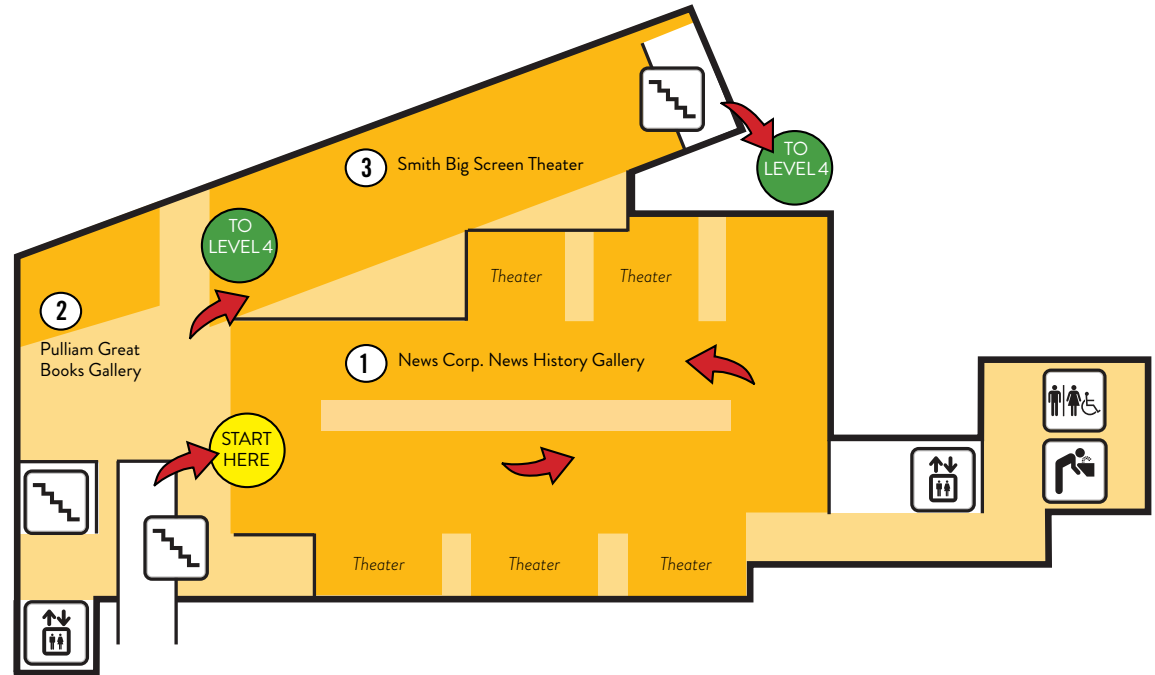 TO
LEVEL 4
3
Smith Big Screen Theater
TO
LEVEL 4
Theater
Theater
2
Pulliam Great
Books Gallery
1
News Corp. News History Gallery
START
HERE
Theater
Theater
Theater